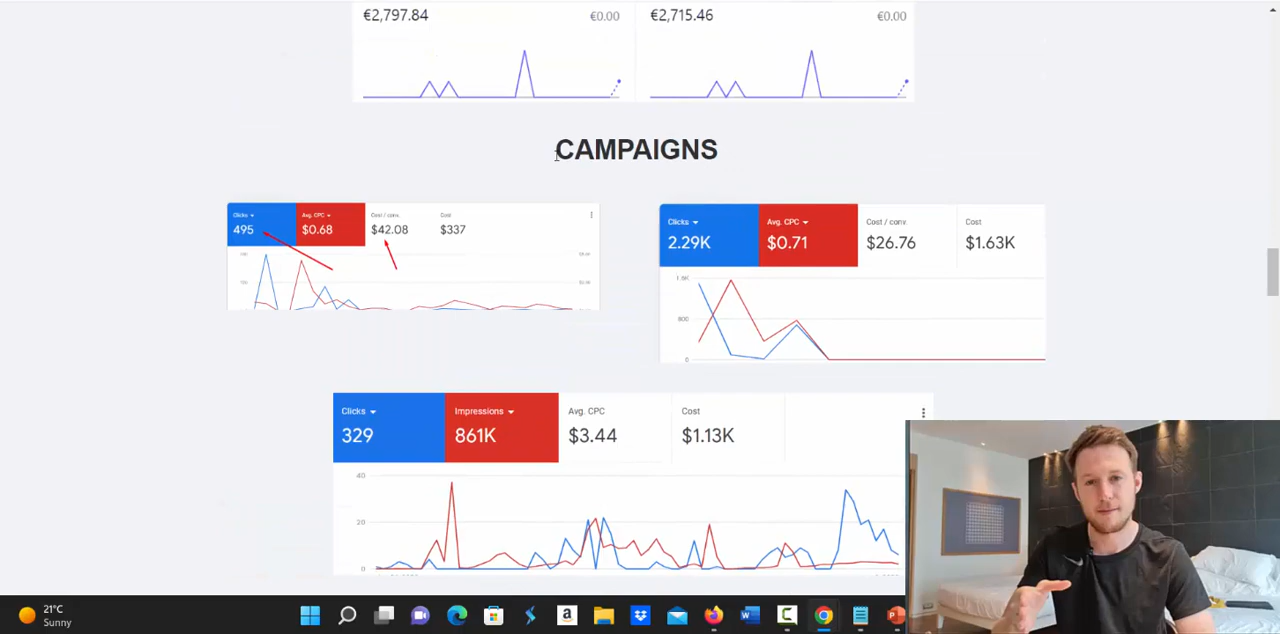 €2,797.84 €0.00 €2,715.46 €0.00
CAMPAIGNS
Clicks Avg. CPC Cost / conv. Cost
495 $0.68 $42.08 $337
Clicks Avg. CPC Cost / conv. Cost
2.29K $0.71 $26.76 $1.63K
1.6K
800
0
Clicks Impressions Avg. CPC Cost
329 861K $3.44 $1.13K
40
20
0
21°C
Sunny